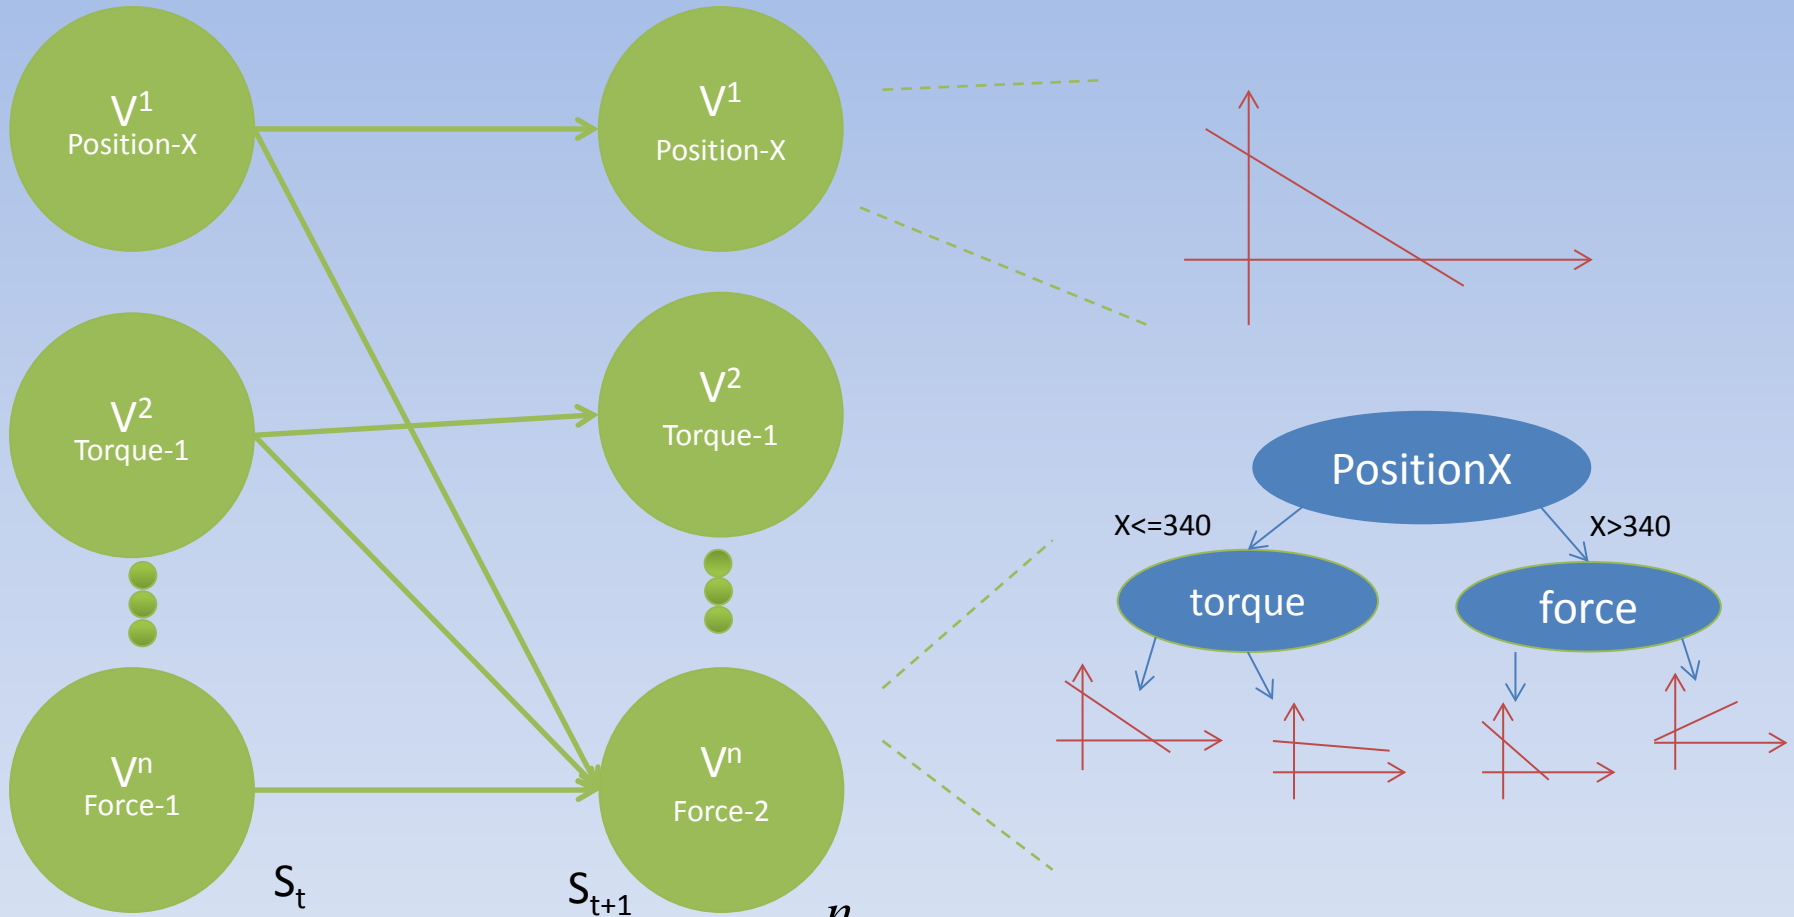 V¹
Position-X
V¹
Position-X
V²
Torque-1
V²
Torque-1
PositionX
X<=340
X>340
torque
force
Vⁿ
Force-1
Vⁿ
Force-2
Sₜ
Sₜ₊₁
n